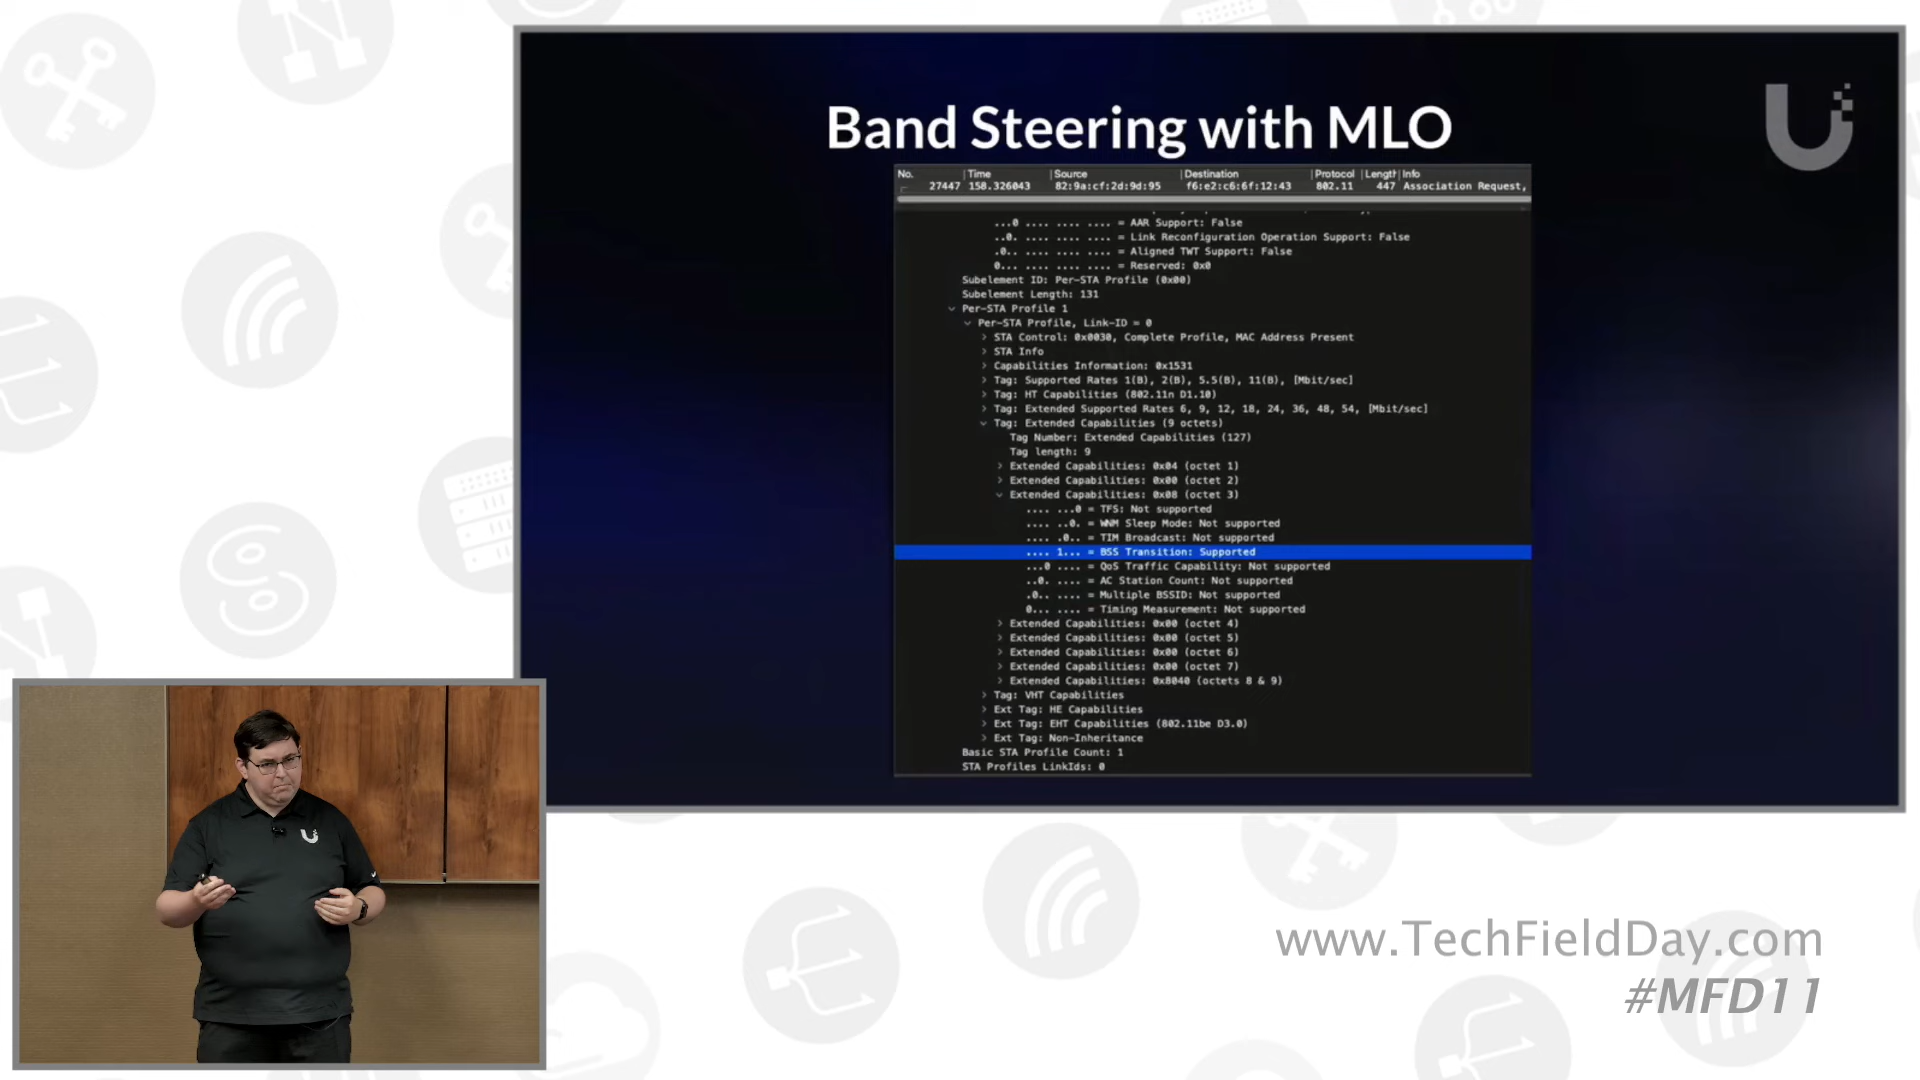 Band Steering with MLO
No. Time Source Destination Protocol Length Info
27447 158.326043 82:9a:cf:2d:9d:95 f6:e2:c6:6f:12:43 802.11 447 Association Request,
...0 .... .... .... = AAR Support: False
..0. .... .... .... = Link Reconfiguration Operation Support: False
.0.. .... .... .... = Aligned TWT Support: False
0... .... .... .... = Reserved: 0x0
Subelement ID: Per-STA Profile (0x00)
Subelement Length: 131
Per-STA Profile 1
Per-STA Profile, Link-ID = 0
STA Control: 0x0030, Complete Profile, MAC Address Present
STA Info
Capabilities Information: 0x1531
Tag: Supported Rates 1(B), 2(B), 5.5(B), 11(B), [Mbit/sec]
Tag: HT Capabilities (802.11n D1.10)
Tag: Extended Supported Rates 6, 9, 12, 18, 24, 36, 48, 54, [Mbit/sec]
Tag: Extended Capabilities (9 octets)
Tag Number: Extended Capabilities (127)
Tag length: 9
Extended Capabilities: 0x04 (octet 1)
Extended Capabilities: 0x00 (octet 2)
Extended Capabilities: 0x08 (octet 3)
.... ...0 = TFS: Not supported
.... ..0. = WNM Sleep Mode: Not supported
.... .0.. = TIM Broadcast: Not supported
.... 1... = BSS Transition: Supported
...0 .... = QoS Traffic Capability: Not supported
..0. .... = AC Station Count: Not supported
.0.. .... = Multiple BSSID: Not supported
0... .... = Timing Measurement: Not supported
Extended Capabilities: 0x00 (octet 4)
Extended Capabilities: 0x00 (octet 5)
Extended Capabilities: 0x00 (octet 6)
Extended Capabilities: 0x00 (octet 7)
Extended Capabilities: 0x8040 (octets 8 & 9)
Tag: VHT Capabilities
Ext Tag: HE Capabilities
Ext Tag: EHT Capabilities (802.11be D3.0)
Ext Tag: Non-Inheritance
Basic STA Profile Count: 1
STA Profiles LinkIds: 0
www.TechFieldDay.com
#MFD11